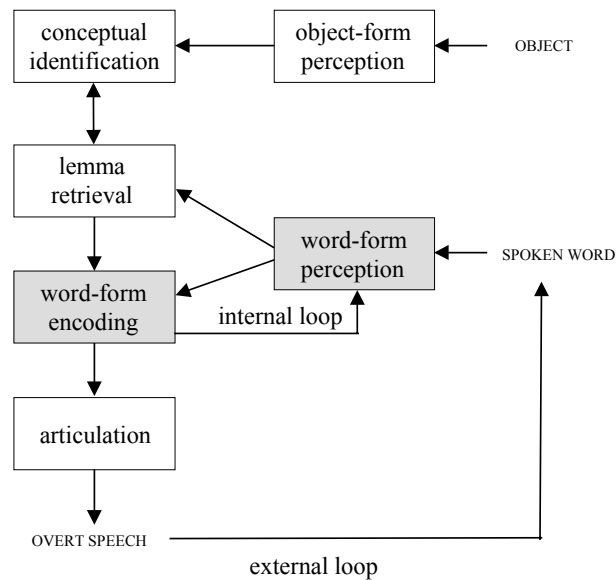 conceptual
identification
object-form
perception
OBJECT
lemma
retrieval
word-form
perception
SPOKEN WORD
word-form
encoding
internal loop
articulation
OVERT SPEECH
external loop